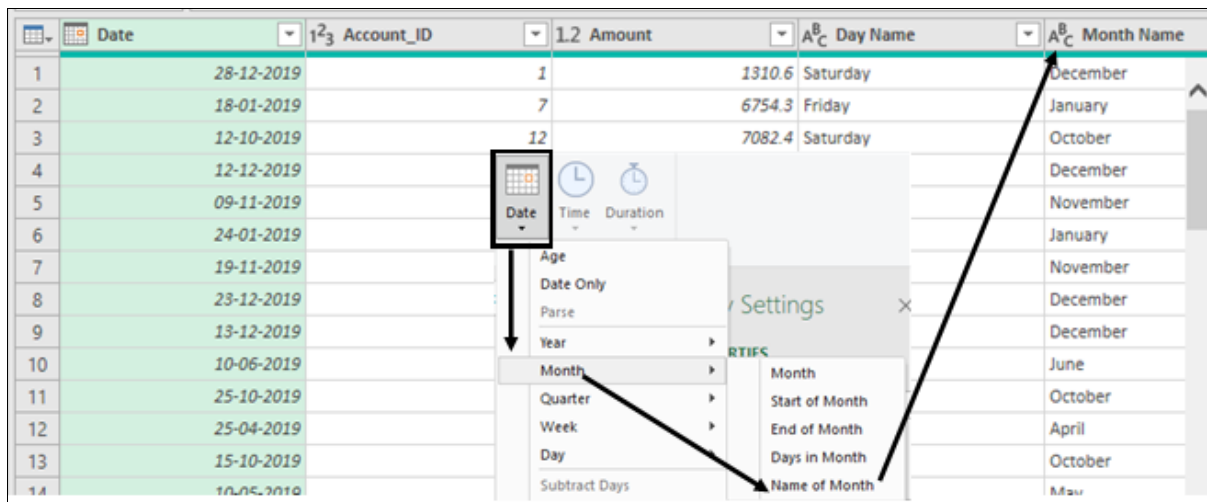 Date 1²3 Account_ID 1.2 Amount ABC Day Name ABC Month Name
1 28-12-2019 1 1310.6 Saturday December
2 18-01-2019 7 6754.3 Friday January
3 12-10-2019 12 7082.4 Saturday October
4 12-12-2019 December
5 09-11-2019 November
6 24-01-2019 January
7 19-11-2019 November
8 23-12-2019 December
9 13-12-2019 December
10 10-06-2019 June
11 25-10-2019 October
12 25-04-2019 April
13 15-10-2019 October
14 10-05-2019 May
Date Time Duration
Age
Date Only
Parse
Year
Month
Quarter
Week
Day
Subtract Days
Settings
RTIES
Month
Start of Month
End of Month
Days in Month
Name of Month